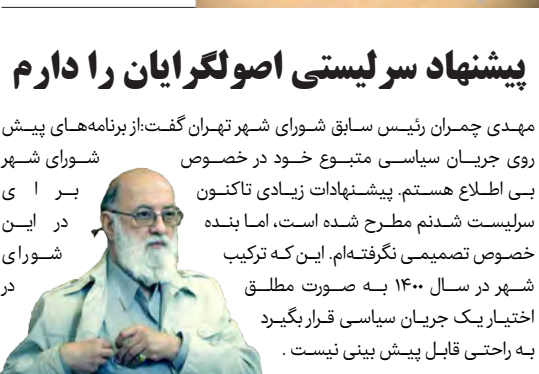 پیشنهاد سرلیستی اصولگرایان را دارم
مهدی چمران رئیس سابق شورای شهر تهران گفت:از برنامه‌های پیش
روی جریان سیاسی متبوع خود در خصوص شورای شهر
بی اطلاع هستم. پیشنهادات زیادی تاکنون برای
سرلیست شدنم مطرح شده است، اما بنده در این
خصوص تصمیمی نگرفته‌ام. این که ترکیب شورای
شهر در سال ۱۴۰۰ به صورت مطلق در
اختیار یک جریان سیاسی قرار بگیرد
به راحتی قابل پیش بینی نیست .